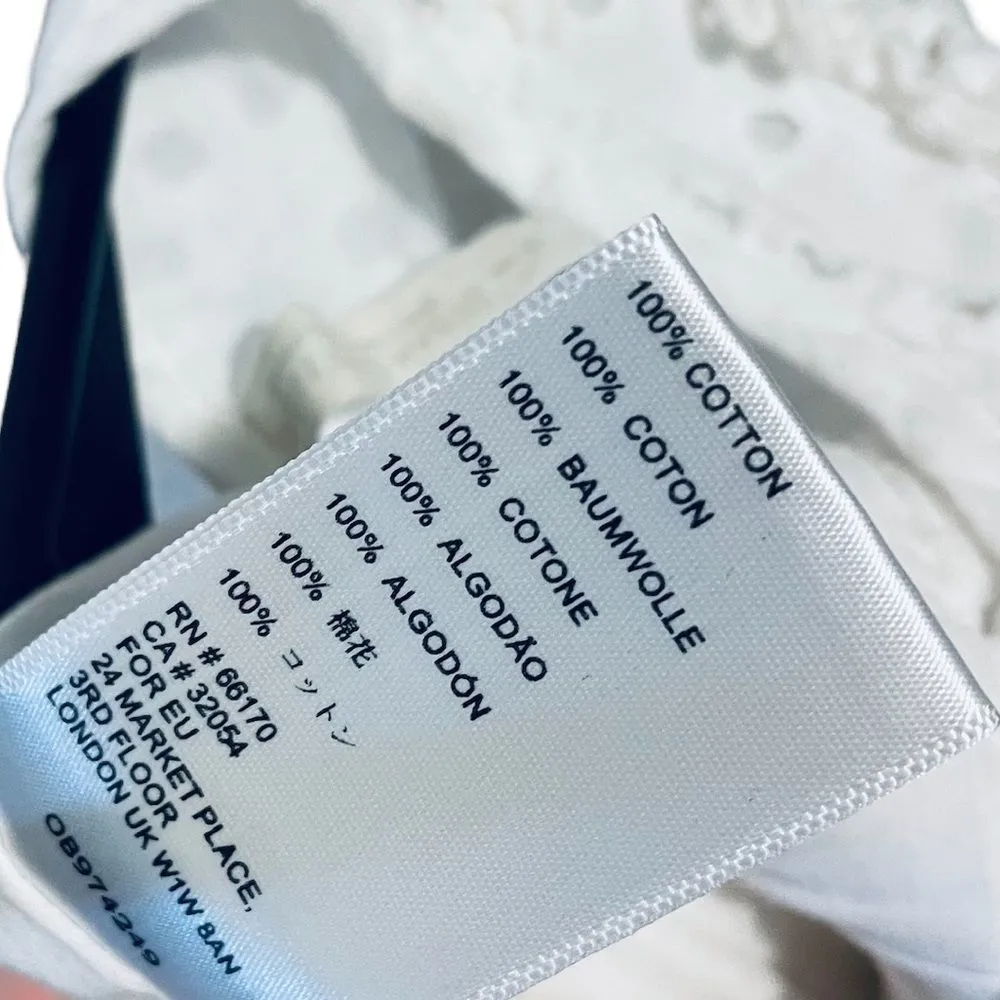 100% COTTON
100% COTON
100% BAUMWOLLE
100% COTONE
100% ALGODÃO
100% ALGODÓN
100% 棉花
100% コットン
RN # 66170
CA # 32054
FOR EU
24 MARKET PLACE,
3RD FLOOR
LONDON UK W1W 8AN
OB974249